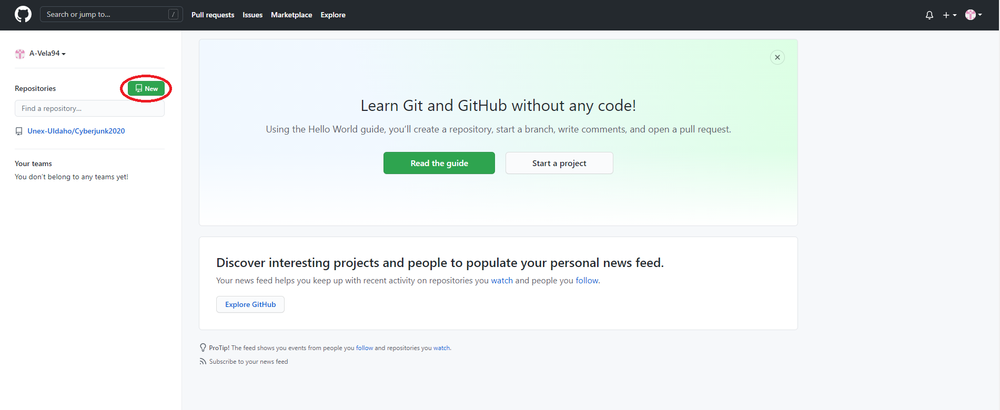 Search or jump to... /
Pull requests Issues Marketplace Explore
A-Vela94
Repositories
New
Find a repository...
Unex-UIdaho/Cyberjunk2020
Your teams
You don't belong to any teams yet!
Learn Git and GitHub without any code!
Using the Hello World guide, you'll create a repository, start a branch, write comments, and open a pull request.
Read the guide
Start a project
Discover interesting projects and people to populate your personal news feed.
Your news feed helps you keep up with recent activity on repositories you watch and people you follow.
Explore GitHub
ProTip! The feed shows you events from people you follow and repositories you watch.
Subscribe to your news feed